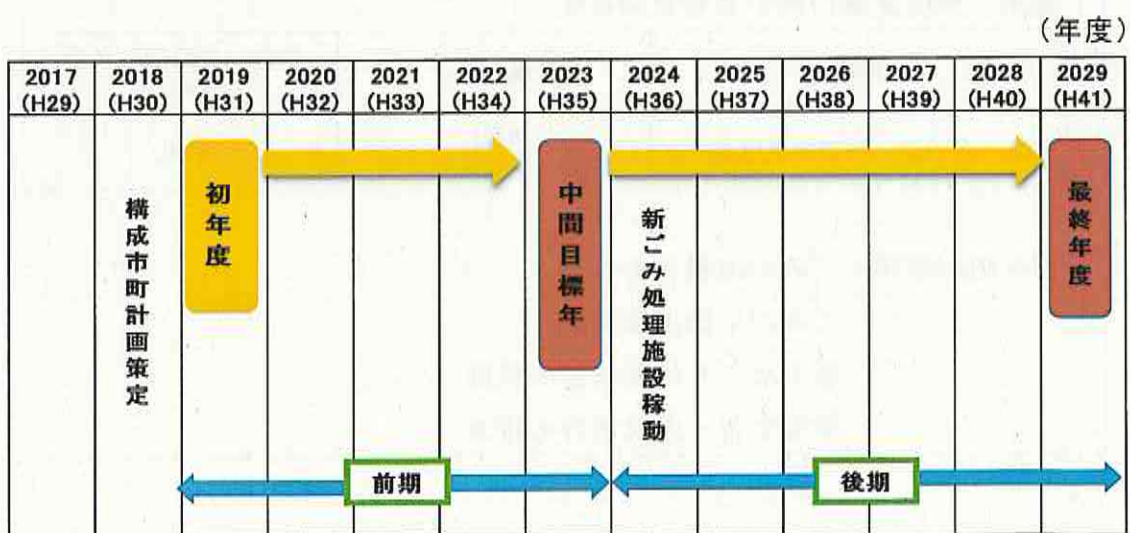 (年度)
2017 2018 2019 2020 2021 2022 2023 2024 2025 2026 2027 2028 2029
(H29) (H30) (H31) (H32) (H33) (H34) (H35) (H36) (H37) (H38) (H39) (H40) (H41)
構成市町計画策定
初年度
中間目標年
新ごみ処理施設稼動
最終年度
前期
後期